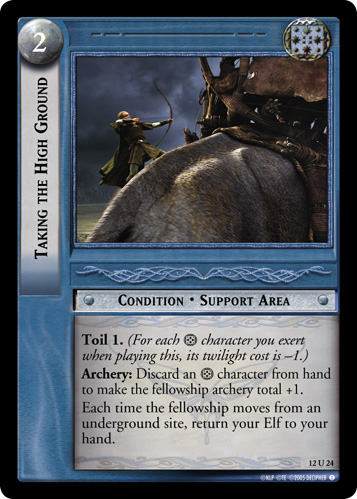 2
TAKING THE HIGH GROUND
CONDITION • SUPPORT AREA
Toil 1. (For each character you exert
when playing this, its twilight cost is –1.)
Archery: Discard an character from hand
to make the fellowship archery total +1.
Each time the fellowship moves from an
underground site, return your Elf to your
hand.
12 U 24
©NLP ©TE ©2005 DECIPHER